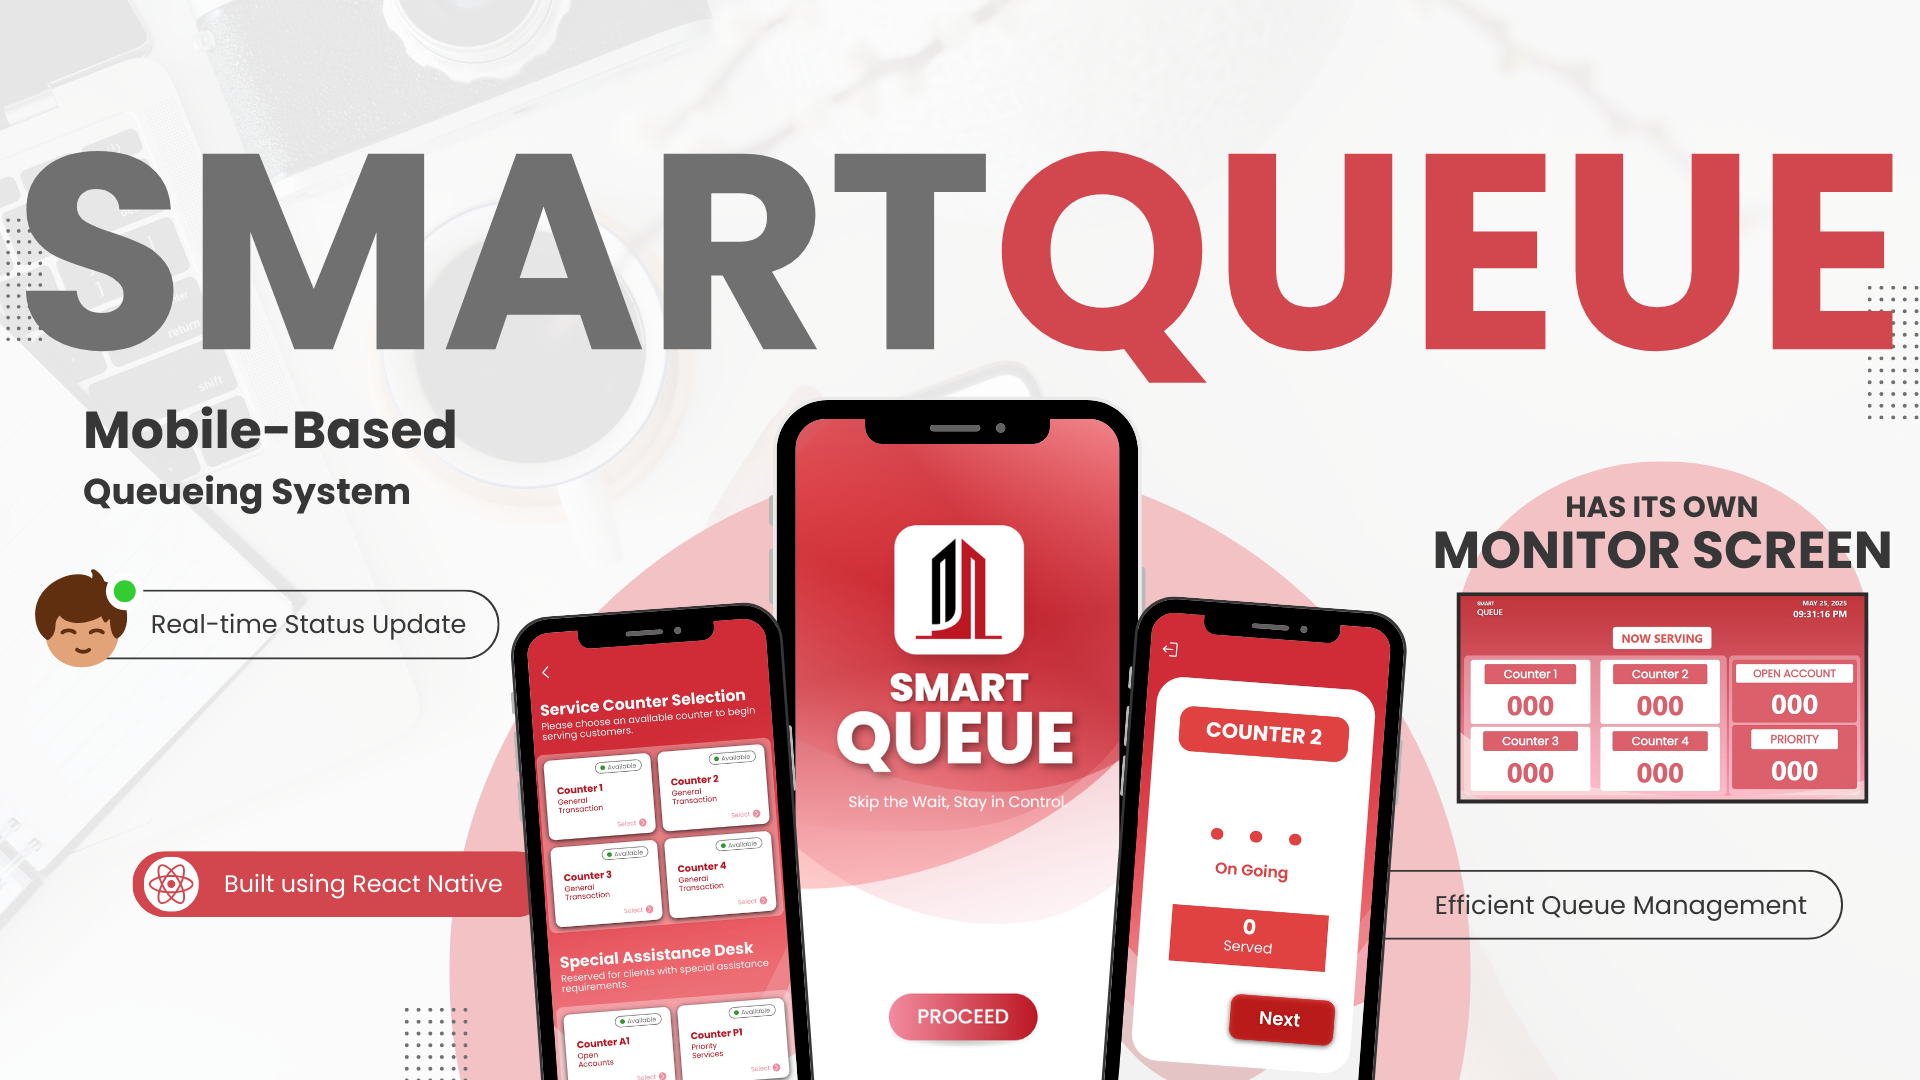 SMARTQUEUE
Mobile-Based
Queueing System
Real-time Status Update
Built using React Native
Service Counter Selection
Please choose an available counter to begin
serving customers.
Available
Counter 1
General
Transaction
Select
Available
Counter 2
General
Transaction
Select
Available
Counter 3
General
Transaction
Select
Available
Counter 4
General
Transaction
Select
Special Assistance Desk
Reserved for clients with special assistance
requirements.
Available
Counter A1
Open
Accounts
Select
Available
Counter P1
Priority
Services
Select
SMART
QUEUE
Skip the Wait, Stay in Control.
PROCEED
COUNTER 2
On Going
0
Served
Next
HAS ITS OWN
MONITOR SCREEN
SMART
QUEUE
MAY 25, 2025
09:31:16 PM
NOW SERVING
Counter 1
000
Counter 2
000
OPEN ACCOUNT
000
Counter 3
000
Counter 4
000
PRIORITY
000
Efficient Queue Management
return
shift